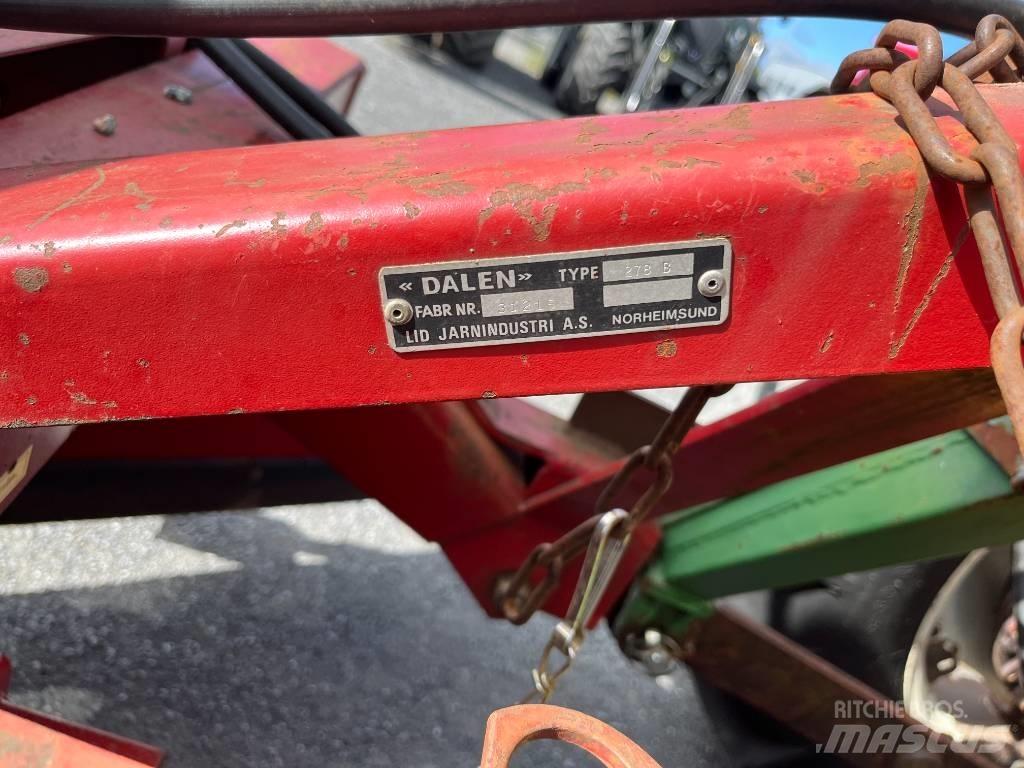 « DALEN » TYPE 278 B
FABR NR.
LID JARNINDUSTRI A.S. NORHEIMSUND
RITCHIE BROS.
MASCUS